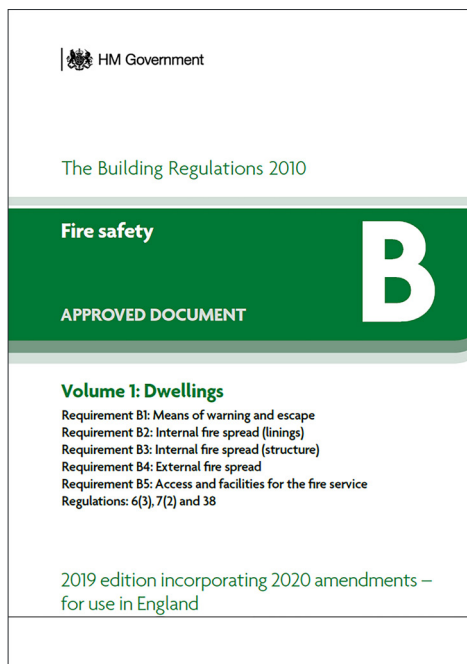 HM Government
The Building Regulations 2010
Fire safety
B
APPROVED DOCUMENT
Volume 1: Dwellings
Requirement B1: Means of warning and escape
Requirement B2: Internal fire spread (linings)
Requirement B3: Internal fire spread (structure)
Requirement B4: External fire spread
Requirement B5: Access and facilities for the fire service
Regulations: 6(3), 7(2) and 38
2019 edition incorporating 2020 amendments –
for use in England